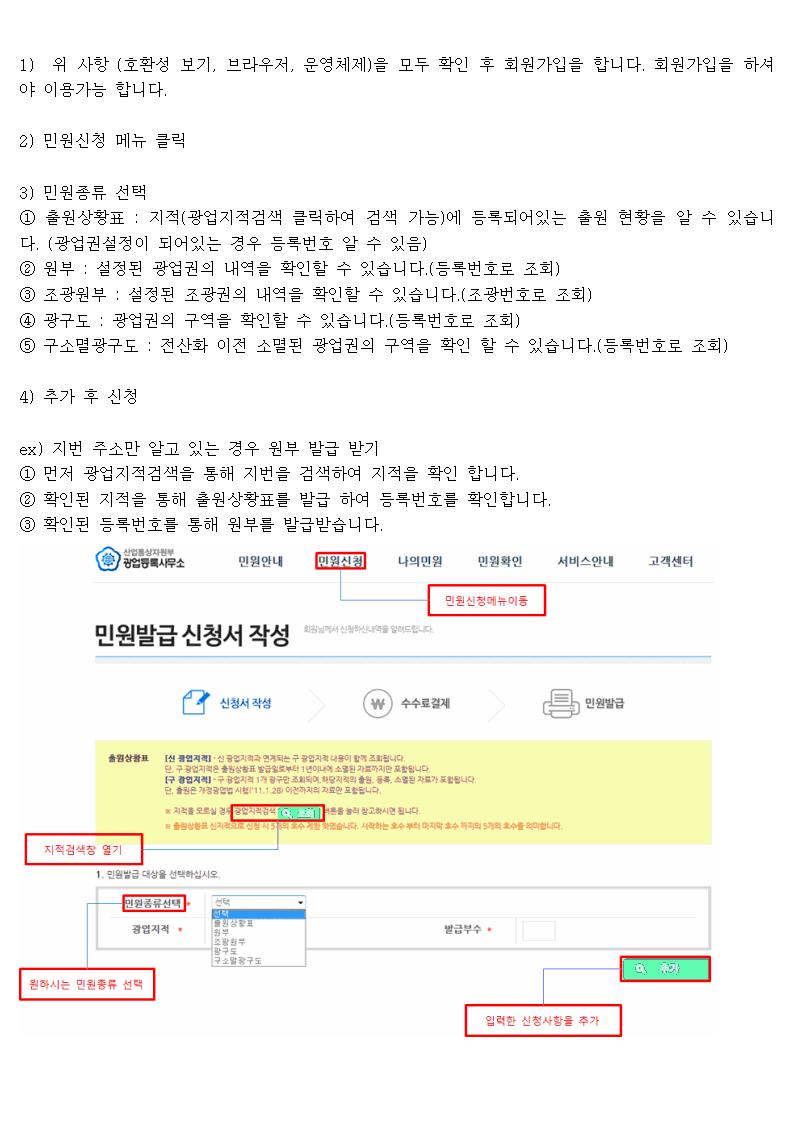 1) 위 사항 (호환성 보기, 브라우저, 운영체제)을 모두 확인 후 회원가입을 합니다. 회원가입을 하셔
야 이용가능 합니다.
2) 민원신청 메뉴 클릭
3) 민원종류 선택
① 출원상황표 : 지적(광업지적검색 클릭하여 검색 가능)에 등록되어있는 출원 현황을 알 수 있습니
다. (광업권설정이 되어있는 경우 등록번호 알 수 있음)
② 원부 : 설정된 광업권의 내역을 확인할 수 있습니다.(등록번호로 조회)
③ 조광원부 : 설정된 조광권의 내역을 확인할 수 있습니다.(조광번호로 조회)
④ 광구도 : 광업권의 구역을 확인할 수 있습니다.(등록번호로 조회)
⑤ 구소멸광구도 : 전산화 이전 소멸된 광업권의 구역을 확인 할 수 있습니다.(등록번호로 조회)
4) 추가 후 신청
ex) 지번 주소만 알고 있는 경우 원부 발급 받기
① 먼저 광업지적검색을 통해 지번을 검색하여 지적을 확인 합니다.
② 확인된 지적을 통해 출원상황표를 발급 하여 등록번호를 확인합니다.
③ 확인된 등록번호를 통해 원부를 발급받습니다.
산업통상자원부
광업등록사무소
민원안내 민원신청 나의민원 민원확인 서비스안내 고객센터
민원신청메뉴이동
민원발급 신청서 작성 회원님께서 신청하신내역을 알려드립니다.
신청서 작성 수수료결제 민원발급
출원상황표 [신 광업지적] - 신 광업지적과 연계되는 구 광업지적 내용이 함께 조회됩니다.
단, 구 광업지적은 출원상황표 발급일로부터 1년이내에 소멸된 자료까지만 포함됩니다.
[구 광업지적] - 구 광업지적 1개 광구만 조회되며, 해당지적의 출원, 등록, 소멸된 자료가 포함됩니다.
단, 출원은 개정광업법 시행('11.1.28) 이전까지의 자료만 포함됩니다.
※ 지적을 모르실 경우 광업지적검색 조회 버튼을 눌러 참고하시면 됩니다.
※ 출원상황표 신지적으로 신청 시 5개의 호수 제한 하였습니다. 시작하는 호수 부터 마지막 호수 까지의 5개의 호수를 의미합니다.
지적검색창 열기
1. 민원발급 대상을 선택하십시오.
민원종류선택 * 선택
선택
출원상황표
원부
조광원부
광구도
구소멸광구도
광업지적 * 발급부수 *
추가
원하시는 민원종류 선택
입력한 신청사항을 추가